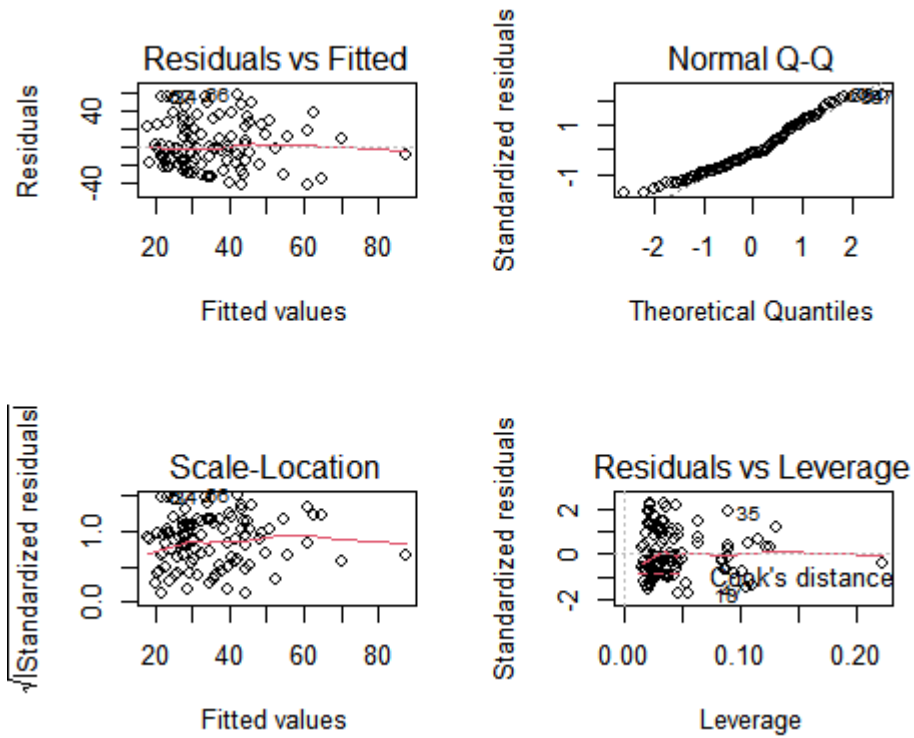 Residuals vs Fitted
Residuals
40
-40
20 40 60 80
Fitted values
Normal Q-Q
Standardized residuals
1
-1
-2 -1 0 1 2
Theoretical Quantiles
Scale-Location
√|Standardized residuals|
1.0
0.0
20 40 60 80
Fitted values
Residuals vs Leverage
Standardized residuals
2
0
-2
35
Cook's distance
0.00 0.10 0.20
Leverage